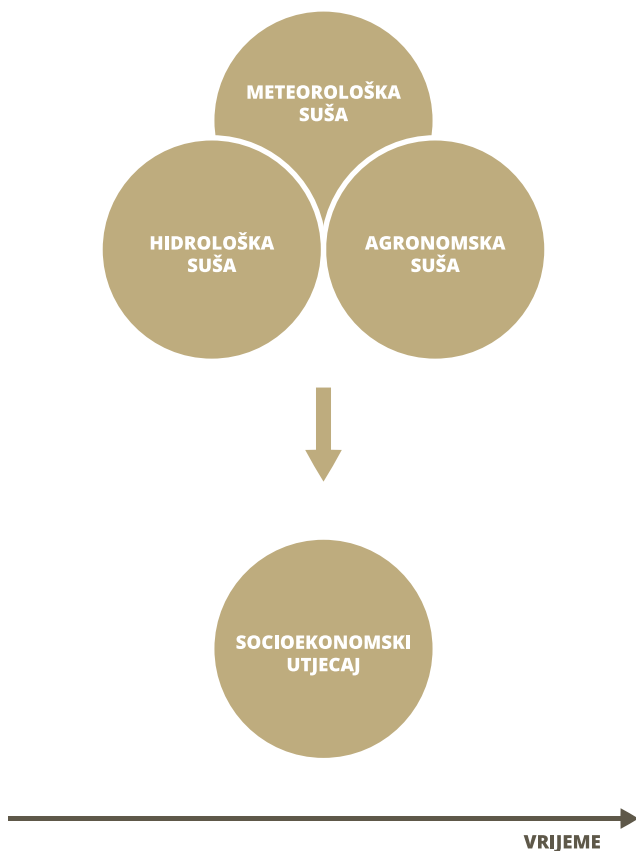 METEOROLOŠKA
SUŠA
HIDROLOŠKA
SUŠA
AGRONOMSKA
SUŠA
SOCIOEKONOMSKI
UTJECAJ
VRIJEME